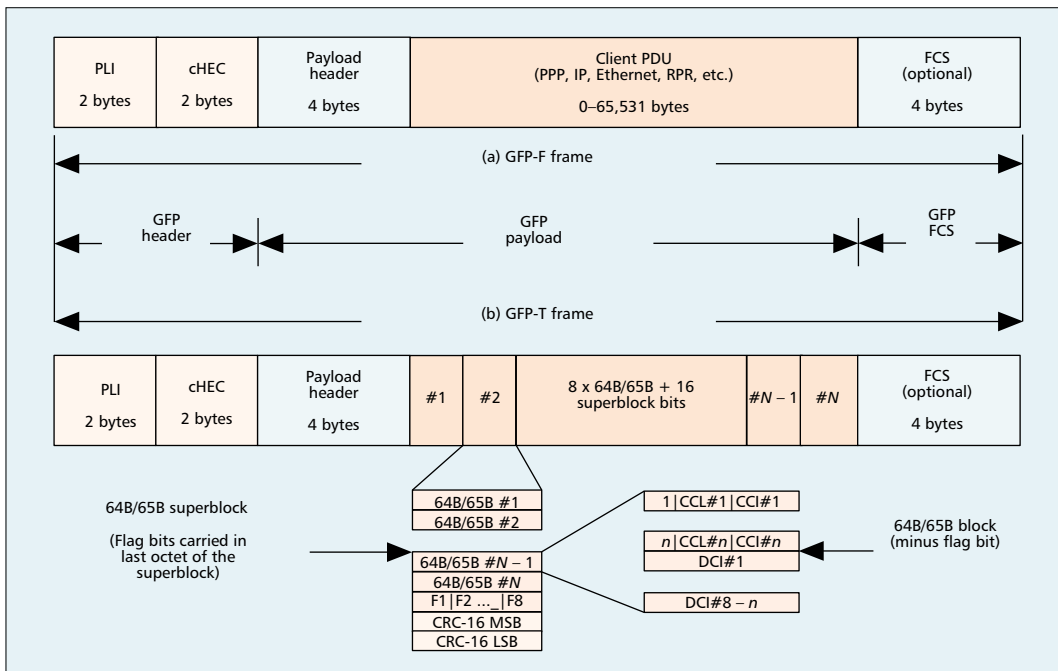 PLI
2 bytes
cHEC
2 bytes
Payload
header
4 bytes
Client PDU
(PPP, IP, Ethernet, RPR, etc.)
0–65,531 bytes
FCS
(optional)
4 bytes
(a) GFP-F frame
GFP
header
GFP
payload
GFP
FCS
(b) GFP-T frame
PLI
2 bytes
cHEC
2 bytes
Payload
header
4 bytes
#1
#2
8 x 64B/65B + 16
superblock bits
#N – 1
#N
FCS
(optional)
4 bytes
64B/65B superblock
(Flag bits carried in
last octet of the
superblock)
64B/65B #1
64B/65B #2
64B/65B #N – 1
64B/65B #N
F1|F2 ..._| F8
CRC-16 MSB
CRC-16 LSB
1|CCL#1|CCI#1
n|CCL#n|CCI#n
DCI#1
DCI#8 – n
64B/65B block
(minus flag bit)